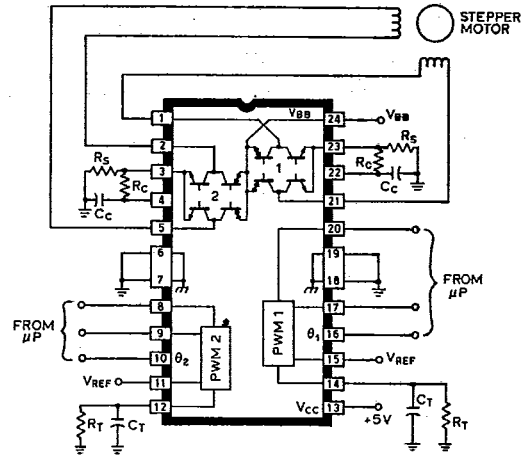 STEPPER
MOTOR
1
VBB
24
VBB
2
23
RS
RS
3
RC
1
RC
22
CC
CC
4
2
21
5
20
6
19
7
18
FROM
µP
8
17
FROM
µP
9
PWM 2
*
PWM 1
θ1
16
10
θ2
15
VREF
VREF
11
14
12
VCC
13
+5V
RT
CT
CT
RT